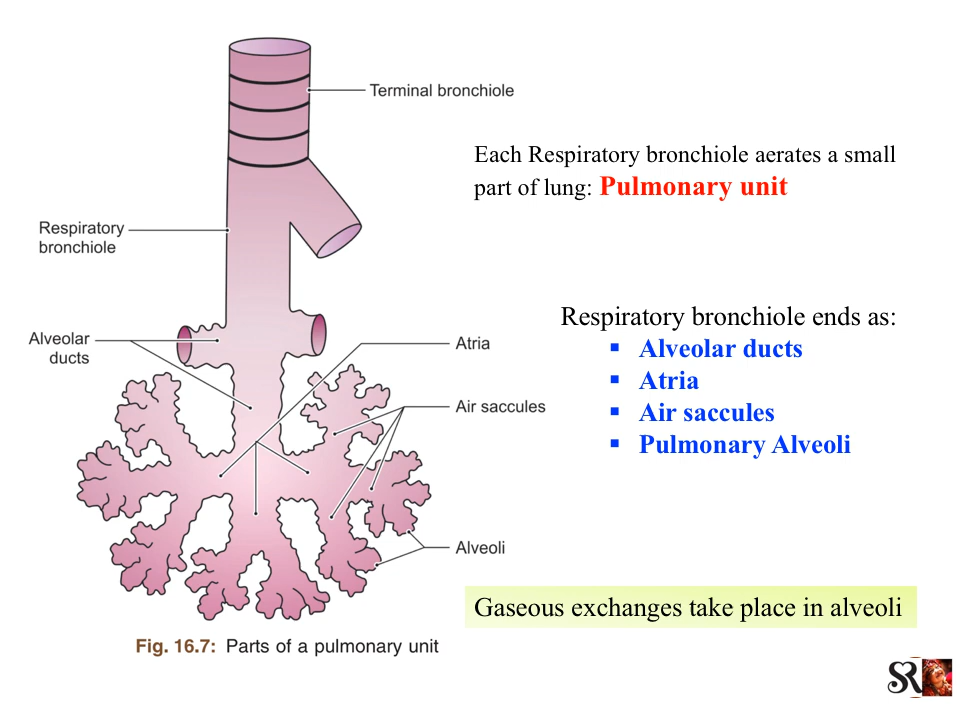 Terminal bronchiole
Each Respiratory bronchiole aerates a small
part of lung: Pulmonary unit
Respiratory
bronchiole
Respiratory bronchiole ends as:
▪ Alveolar ducts
▪ Atria
▪ Air saccules
▪ Pulmonary Alveoli
Alveolar
ducts
Atria
Air saccules
Alveoli
Gaseous exchanges take place in alveoli
Fig. 16.7: Parts of a pulmonary unit
SR